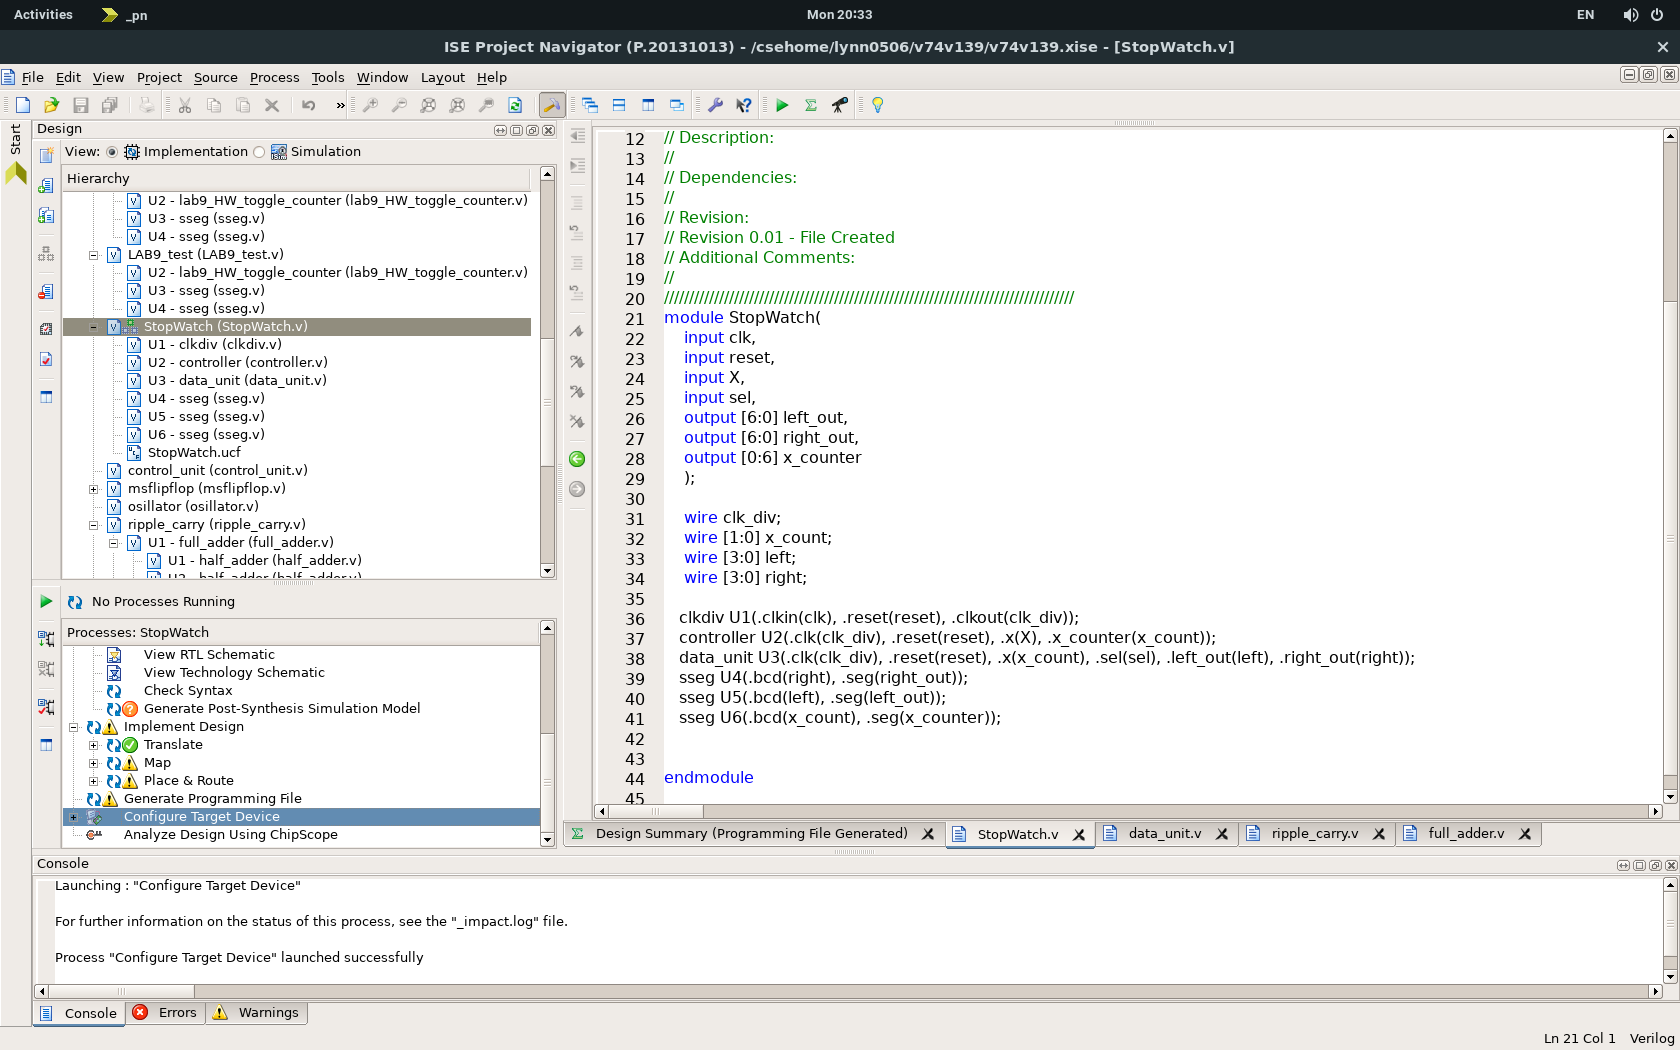 Activities
_pn
Mon 20:33
EN
ISE Project Navigator (P.20131013) - /csehome/lynn0506/v74v139/v74v139.xise - [StopWatch.v]
File Edit View Project Source Process Tools Window Layout Help
»
Start
Design
View: Implementation Simulation
Hierarchy
U2 - lab9_HW_toggle_counter (lab9_HW_toggle_counter.v)
U3 - sseg (sseg.v)
U4 - sseg (sseg.v)
LAB9_test (LAB9_test.v)
U2 - lab9_HW_toggle_counter (lab9_HW_toggle_counter.v)
U3 - sseg (sseg.v)
U4 - sseg (sseg.v)
StopWatch (StopWatch.v)
U1 - clkdiv (clkdiv.v)
U2 - controller (controller.v)
U3 - data_unit (data_unit.v)
U4 - sseg (sseg.v)
U5 - sseg (sseg.v)
U6 - sseg (sseg.v)
StopWatch.ucf
control_unit (control_unit.v)
msflipflop (msflipflop.v)
osillator (osillator.v)
ripple_carry (ripple_carry.v)
U1 - full_adder (full_adder.v)
U1 - half_adder (half_adder.v)
U2 - half_adder (half_adder.v)
No Processes Running
Processes: StopWatch
View RTL Schematic
View Technology Schematic
Check Syntax
Generate Post-Synthesis Simulation Model
Implement Design
Translate
Map
Place & Route
Generate Programming File
Configure Target Device
Analyze Design Using ChipScope
12 // Description:
13 //
14 // Dependencies:
15 //
16 // Revision:
17 // Revision 0.01 - File Created
18 // Additional Comments:
19 //
20 //////////////////////////////////////////////////////////////////////////////////
21 module StopWatch(
22 input clk,
23 input reset,
24 input X,
25 input sel,
26 output [6:0] left_out,
27 output [6:0] right_out,
28 output [0:6] x_counter
29 );
30
31 wire clk_div;
32 wire [1:0] x_count;
33 wire [3:0] left;
34 wire [3:0] right;
35
36 clkdiv U1(.clkin(clk), .reset(reset), .clkout(clk_div));
37 controller U2(.clk(clk_div), .reset(reset), .x(X), .x_counter(x_count));
38 data_unit U3(.clk(clk_div), .reset(reset), .x(x_count), .sel(sel), .left_out(left), .right_out(right));
39 sseg U4(.bcd(right), .seg(right_out));
40 sseg U5(.bcd(left), .seg(left_out));
41 sseg U6(.bcd(x_count), .seg(x_counter));
42
43
44 endmodule
45
Design Summary (Programming File Generated)
StopWatch.v
data_unit.v
ripple_carry.v
full_adder.v
Console
Launching : "Configure Target Device"
For further information on the status of this process, see the "_impact.log" file.
Process "Configure Target Device" launched successfully
Console
Errors
Warnings
Ln 21 Col 1 Verilog